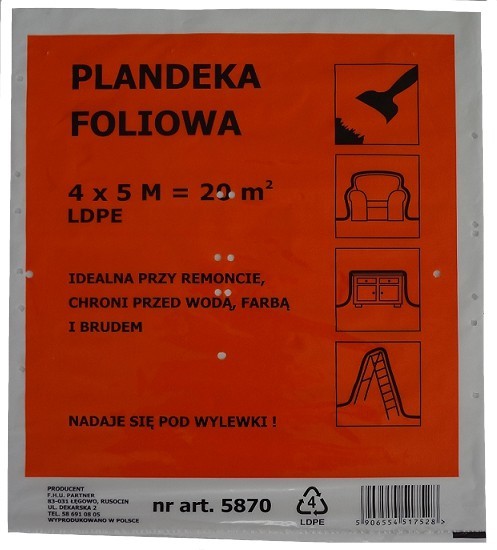 PLANDEKA
FOLIOWA
4 x 5 M = 20 m²
LDPE
IDEALNA PRZY REMONCIE,
CHRONI PRZED WODĄ, FARBĄ
I BRUDEM
NADAJE SIĘ POD WYLEWKI !
PRODUCENT
F.H.U. PARTNER
83-031 ŁĘGOWO, RUSOCIN
UL. DEKARSKA 2
TEL. 58 691 08 05
WYPRODUKOWANO W POLSCE
nr art. 5870
4
LDPE
5 906554 517528 >